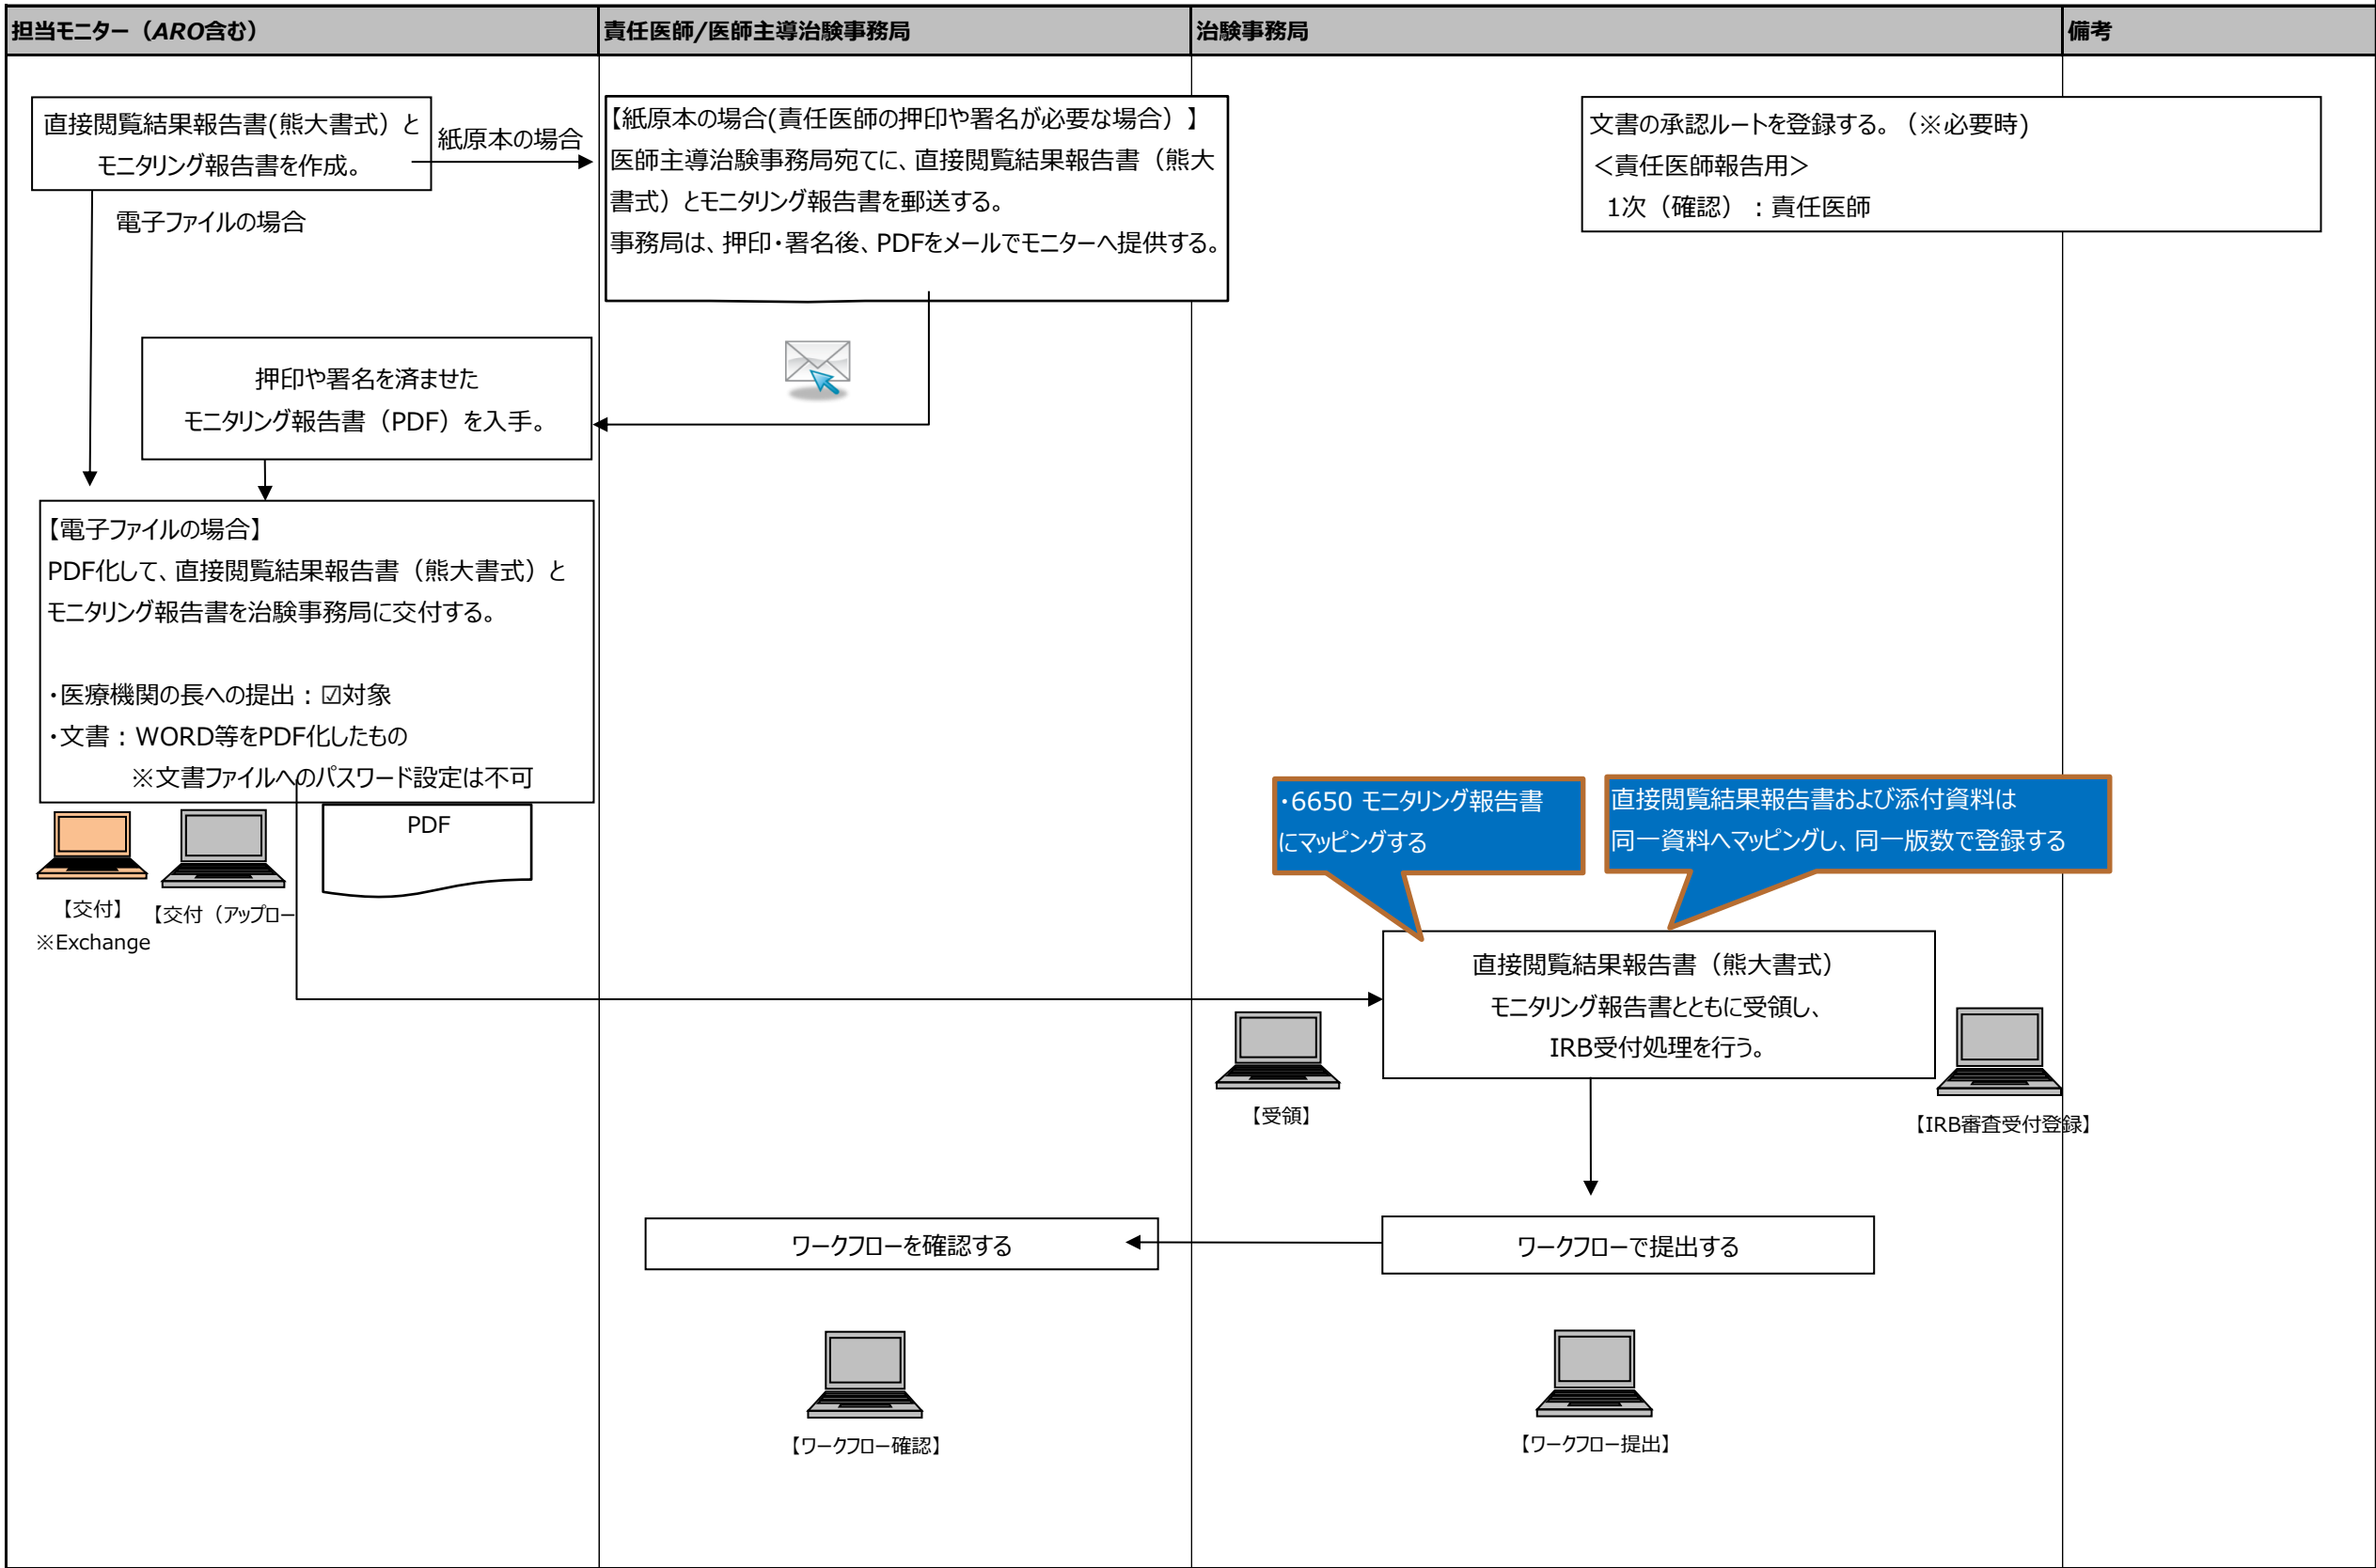 担当モニター（ARO含む）
責任医師/医師主導治験事務局
治験事務局
備考
直接閲覧結果報告書(熊大書式）と
モニタリング報告書を作成。
紙原本の場合
電子ファイルの場合
【紙原本の場合(責任医師の押印や署名が必要な場合）】
医師主導治験事務局宛てに、直接閲覧結果報告書（熊大
書式）とモニタリング報告書を郵送する。
事務局は、押印・署名後、PDFをメールでモニターへ提供する。
文書の承認ルートを登録する。（※必要時)
＜責任医師報告用＞
1次（確認）：責任医師
押印や署名を済ませた
モニタリング報告書（PDF）を入手。
【電子ファイルの場合】
PDF化して、直接閲覧結果報告書（熊大書式）と
モニタリング報告書を治験事務局に交付する。
・医療機関の長への提出：☑対象
・文書：WORD等をPDF化したもの
※文書ファイルへのパスワード設定は不可
PDF
【交付】
※Exchange
【交付（アップロー
・6650 モニタリング報告書
にマッピングする
直接閲覧結果報告書および添付資料は
同一資料へマッピングし、同一版数で登録する
直接閲覧結果報告書（熊大書式）
モニタリング報告書とともに受領し、
IRB受付処理を行う。
【受領】
【IRB審査受付登録】
ワークフローを確認する
ワークフローで提出する
【ワークフロー確認】
【ワークフロー提出】